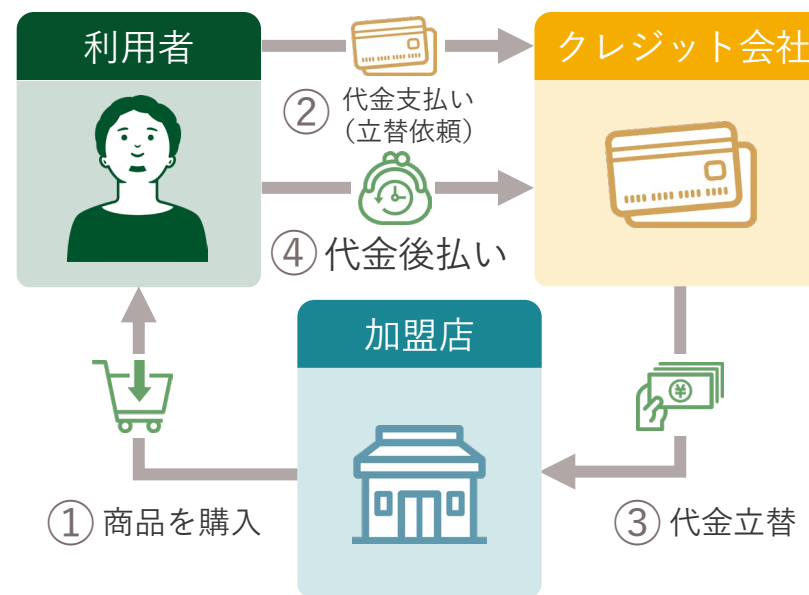 利用者
クレジット会社
② 代金支払い
（立替依頼）
④ 代金後払い
加盟店
¥
① 商品を購入
③ 代金立替